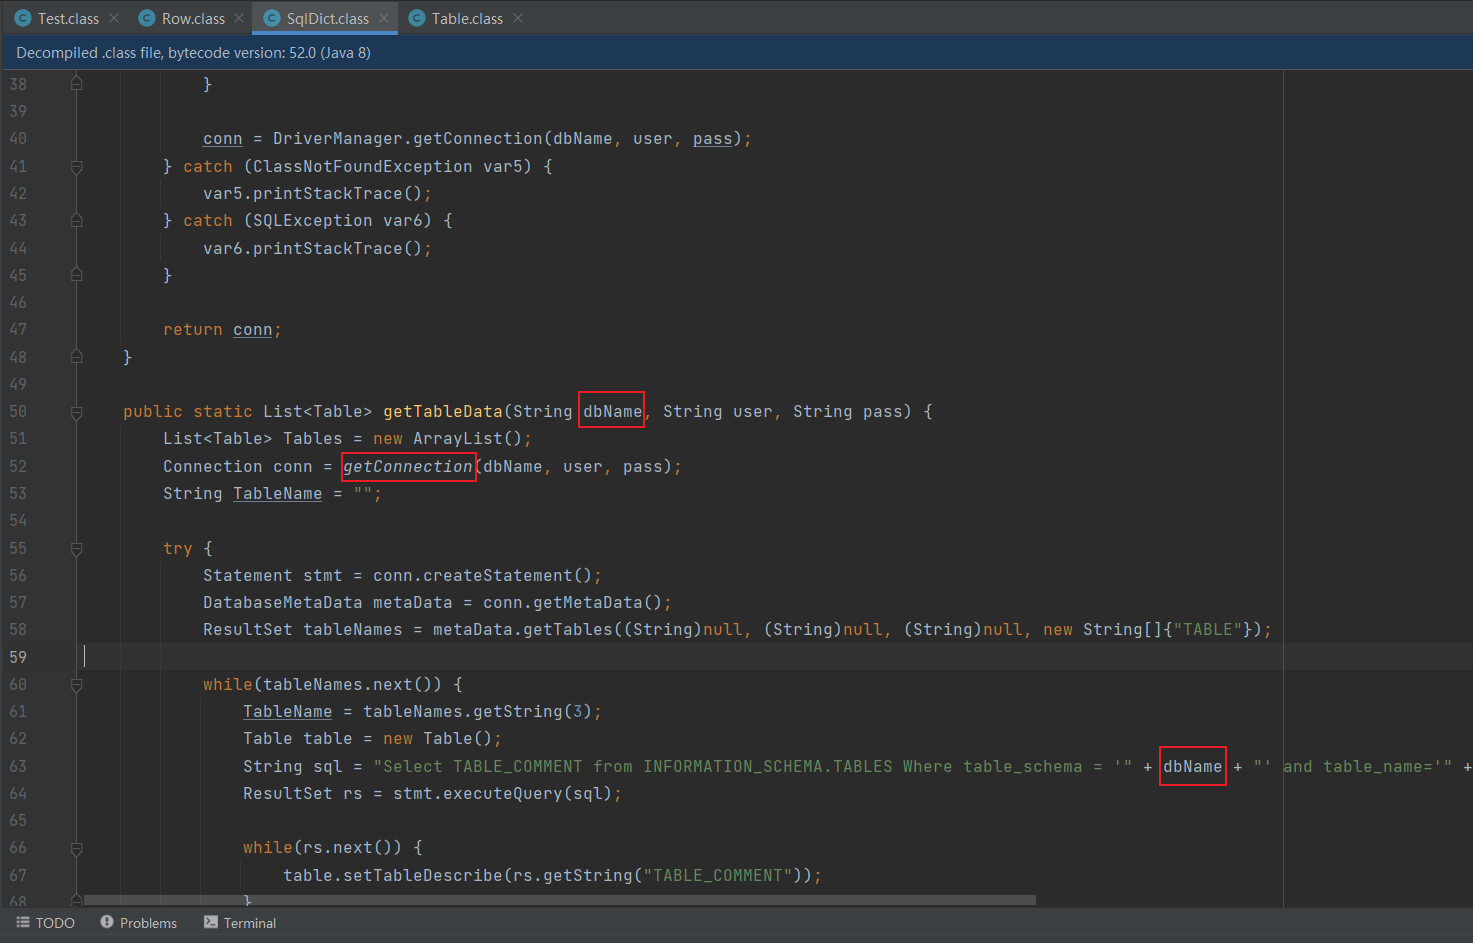 Test.class
Row.class
SqlDict.class
Table.class
Decompiled .class file, bytecode version: 52.0 (Java 8)
38 }
39
40 conn = DriverManager.getConnection(dbName, user, pass);
41 } catch (ClassNotFoundException var5) {
42 var5.printStackTrace();
43 } catch (SQLException var6) {
44 var6.printStackTrace();
45 }
46
47 return conn;
48 }
49
50 public static List<Table> getTableData(String dbName, String user, String pass) {
51 List<Table> Tables = new ArrayList();
52 Connection conn = getConnection(dbName, user, pass);
53 String TableName = "";
54
55 try {
56 Statement stmt = conn.createStatement();
57 DatabaseMetaData metaData = conn.getMetaData();
58 ResultSet tableNames = metaData.getTables((String)null, (String)null, (String)null, new String[]{"TABLE"});
59
60 while(tableNames.next()) {
61 TableName = tableNames.getString(3);
62 Table table = new Table();
63 String sql = "Select TABLE_COMMENT from INFORMATION_SCHEMA.TABLES Where table_schema = '" + dbName + "' and table_name='" +
64 ResultSet rs = stmt.executeQuery(sql);
65
66 while(rs.next()) {
67 table.setTableDescribe(rs.getString("TABLE_COMMENT"));
68 }
TODO
Problems
Terminal